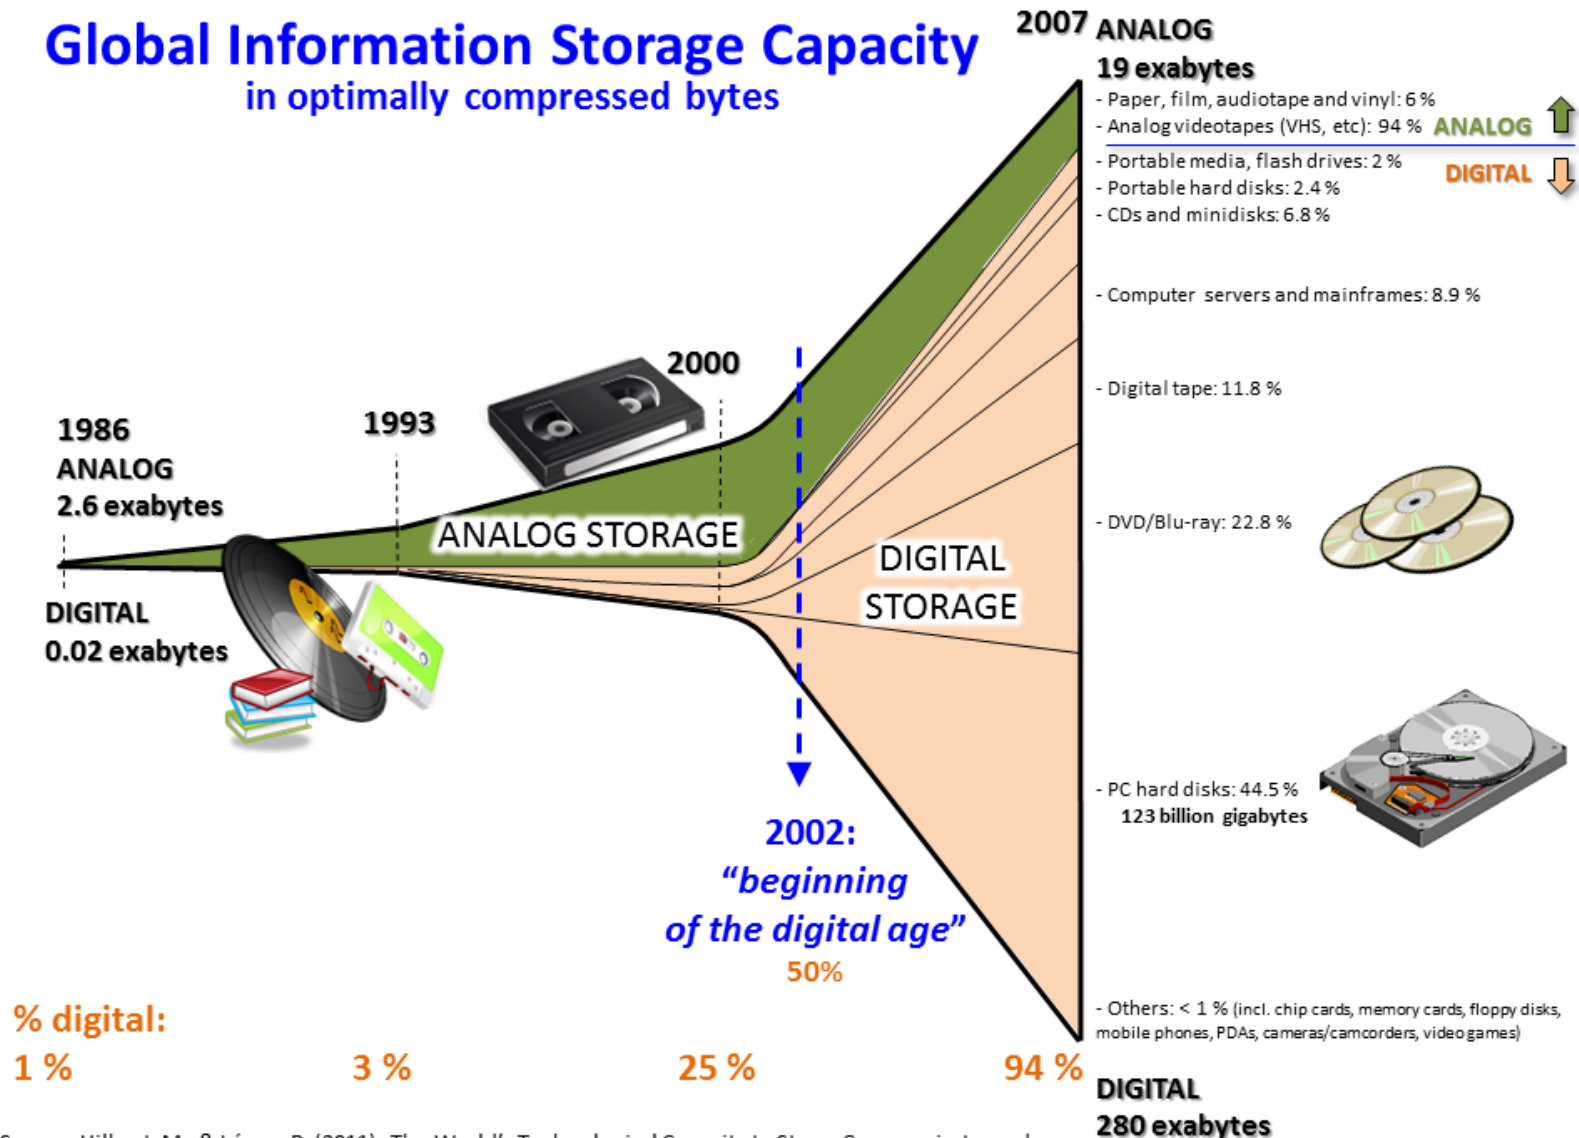 Global Information Storage Capacity
in optimally compressed bytes
2007
ANALOG
19 exabytes
- Paper, film, audiotape and vinyl: 6 %
- Analog videotapes (VHS, etc): 94 %
ANALOG
- Portable media, flash drives: 2 %
DIGITAL
- Portable hard disks: 2.4 %
- CDs and minidisks: 6.8 %
- Computer servers and mainframes: 8.9 %
- Digital tape: 11.8 %
- DVD/Blu-ray: 22.8 %
- PC hard disks: 44.5 %
123 billion gigabytes
- Others: < 1 % (incl. chip cards, memory cards, floppy disks,
mobile phones, PDAs, cameras/camcorders, video games)
DIGITAL
280 exabytes
1986
ANALOG
2.6 exabytes
DIGITAL
0.02 exabytes
1993
2000
ANALOG STORAGE
DIGITAL
STORAGE
2002:
“beginning
of the digital age”
50%
% digital:
1 %
3 %
25 %
94 %